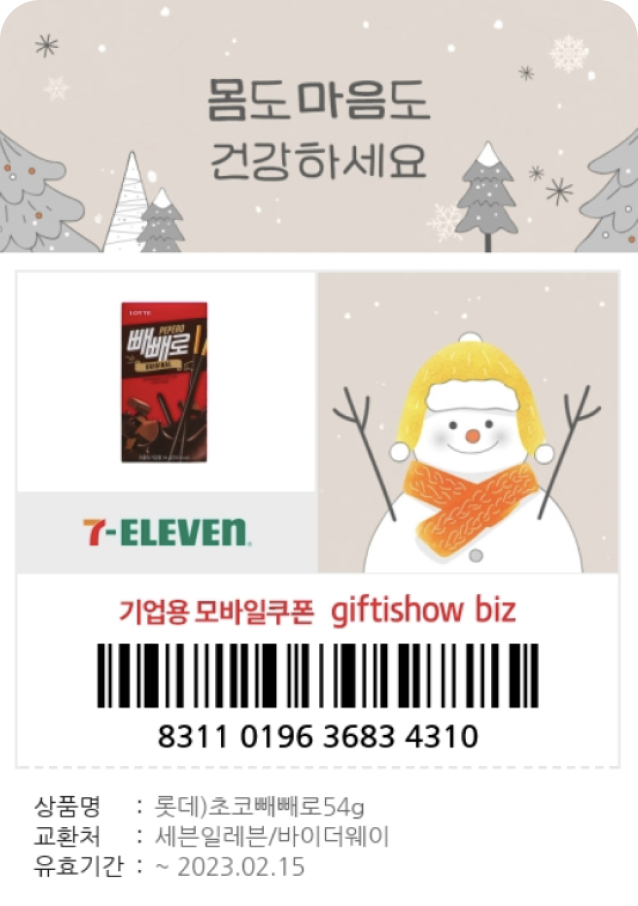 몸도마음도
건강하세요
LOTTE
PEPERO
빼빼로
ORIGINAL
7-ELEVEn
기업용 모바일쿠폰 giftishow biz
8311 0196 3683 4310
상품명 : 롯데)초코빼빼로54g
교환처 : 세븐일레븐/바이더웨이
유효기간 : ~ 2023.02.15